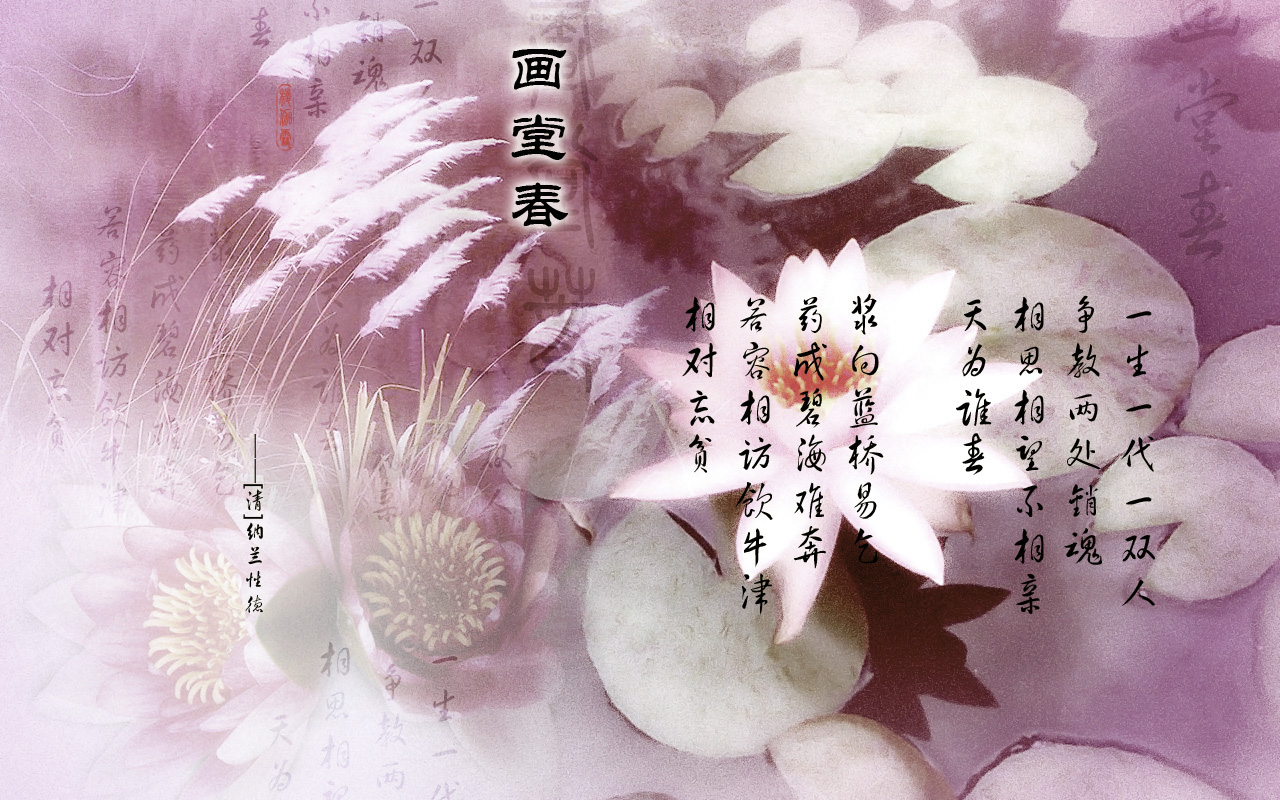 画堂春
一生一代一双人
争教两处销魂
相思相望不相亲
天为谁春
浆向蓝桥易乞
药成碧海难奔
若容相访饮牛津
相对忘贫
——[清]纳兰性德